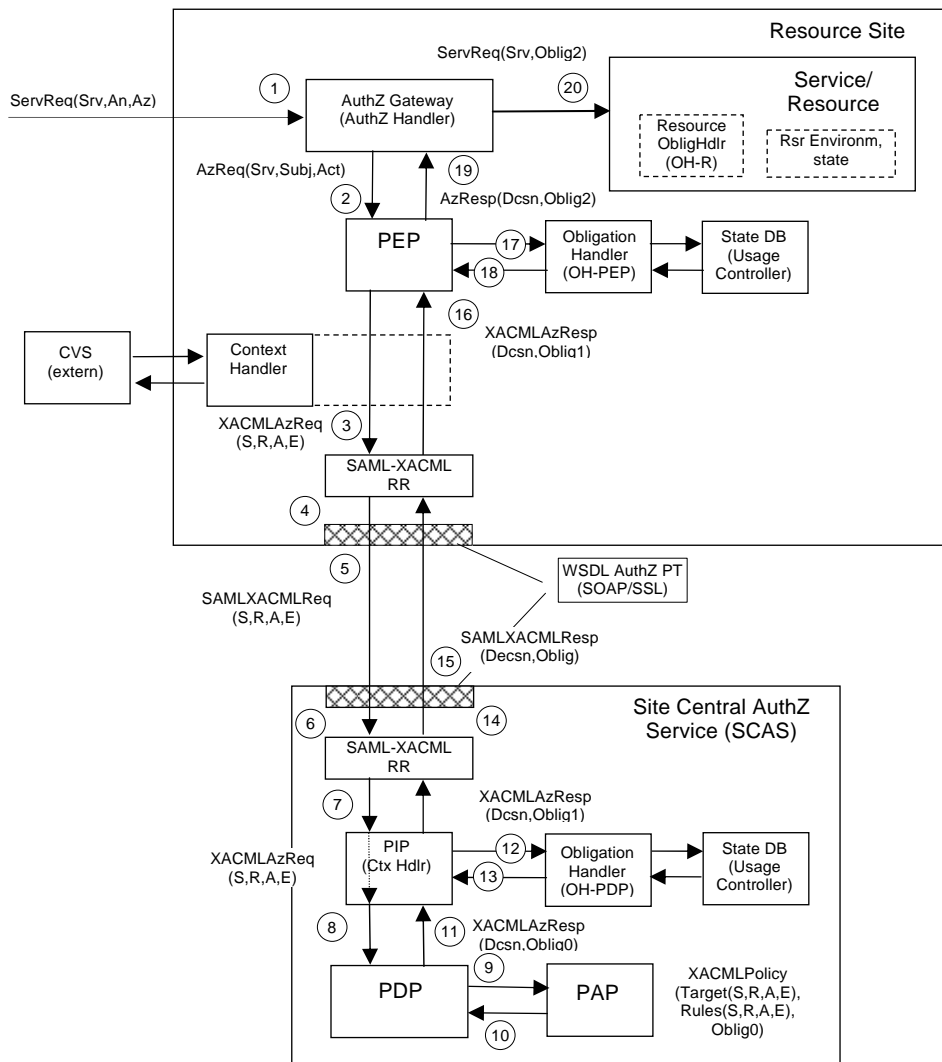 Resource Site
ServReq(Srv,Oblig2)
1
20
ServReq(Srv,An,Az)
AuthZ Gateway
(AuthZ Handler)
Service/
Resource
Resource
ObligHdlr
(OH-R)
Rsr Environm,
state
AzReq(Srv,Subj,Act)
19
2
AzResp(Dcsn,Oblig2)
PEP
17
18
Obligation
Handler
(OH-PEP)
State DB
(Usage
Controller)
16
XACMLAzResp
(Dcsn,Oblig1)
CVS
(extern)
Context
Handler
XACMLAzReq
(S,R,A,E)
3
SAML-XACML
RR
4
5
WSDL AuthZ PT
(SOAP/SSL)
SAMLXACMLReq
(S,R,A,E)
SAMLXACMLResp
(Decsn,Oblig)
15
Site Central AuthZ
Service (SCAS)
6
14
SAML-XACML
RR
7
XACMLAzResp
(Dcsn,Oblig1)
XACMLAzReq
(S,R,A,E)
PIP
(Ctx Hdlr)
12
13
Obligation
Handler
(OH-PDP)
State DB
(Usage
Controller)
8
11
XACMLAzResp
(Dcsn,Oblig0)
9
PDP
PAP
10
XACMLPolicy
(Target(S,R,A,E),
Rules(S,R,A,E),
Oblig0)